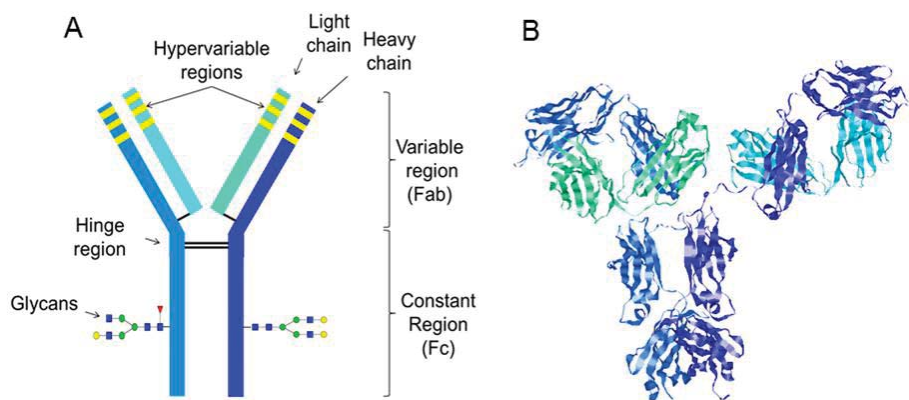 A
B
Light
chain
Heavy
chain
Hypervariable
regions
Variable
region
(Fab)
Hinge
region
Glycans
Constant
Region
(Fc)